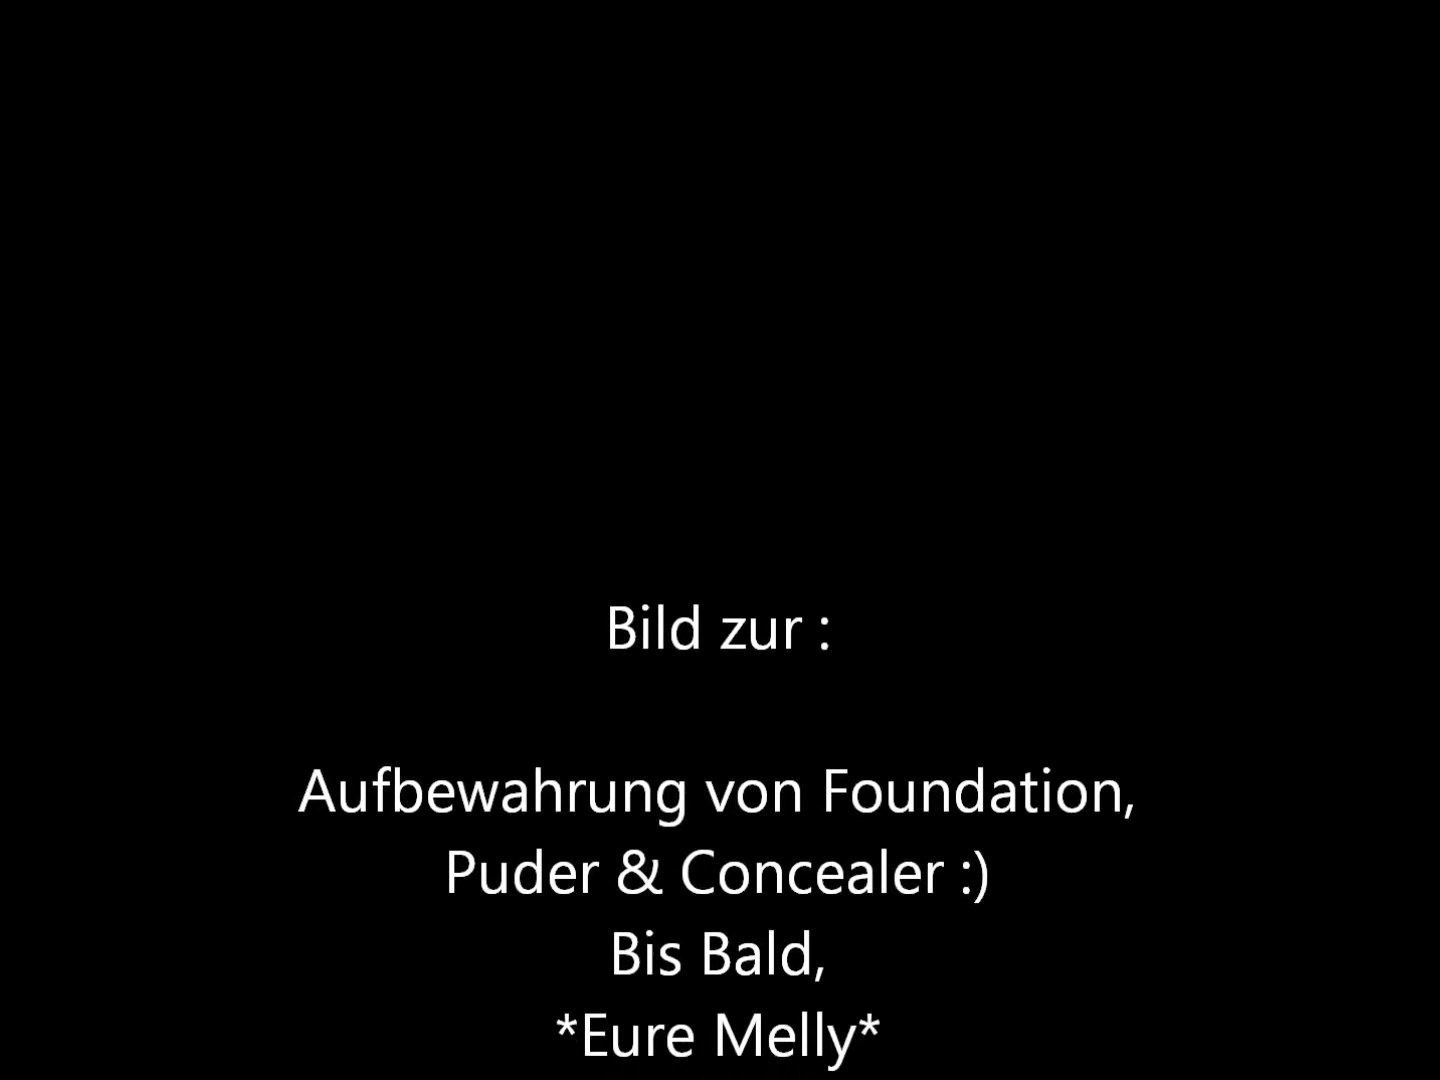 Bild zur :
Aufbewahrung von Foundation,
Puder & Concealer :)
Bis Bald,
*Eure Melly*